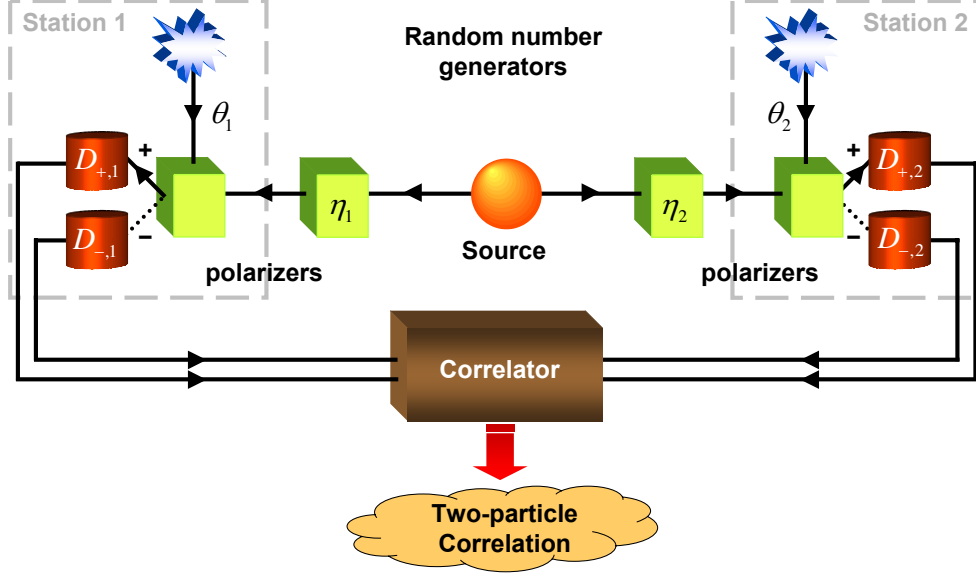 Station 1
Random number
generators
Station 2
θ₁
θ₂
D₊,₁
+
η₁
η₂
+
D₊,₂
D₋,₁
−
Source
−
D₋,₂
polarizers
polarizers
Correlator
Two-particle
Correlation